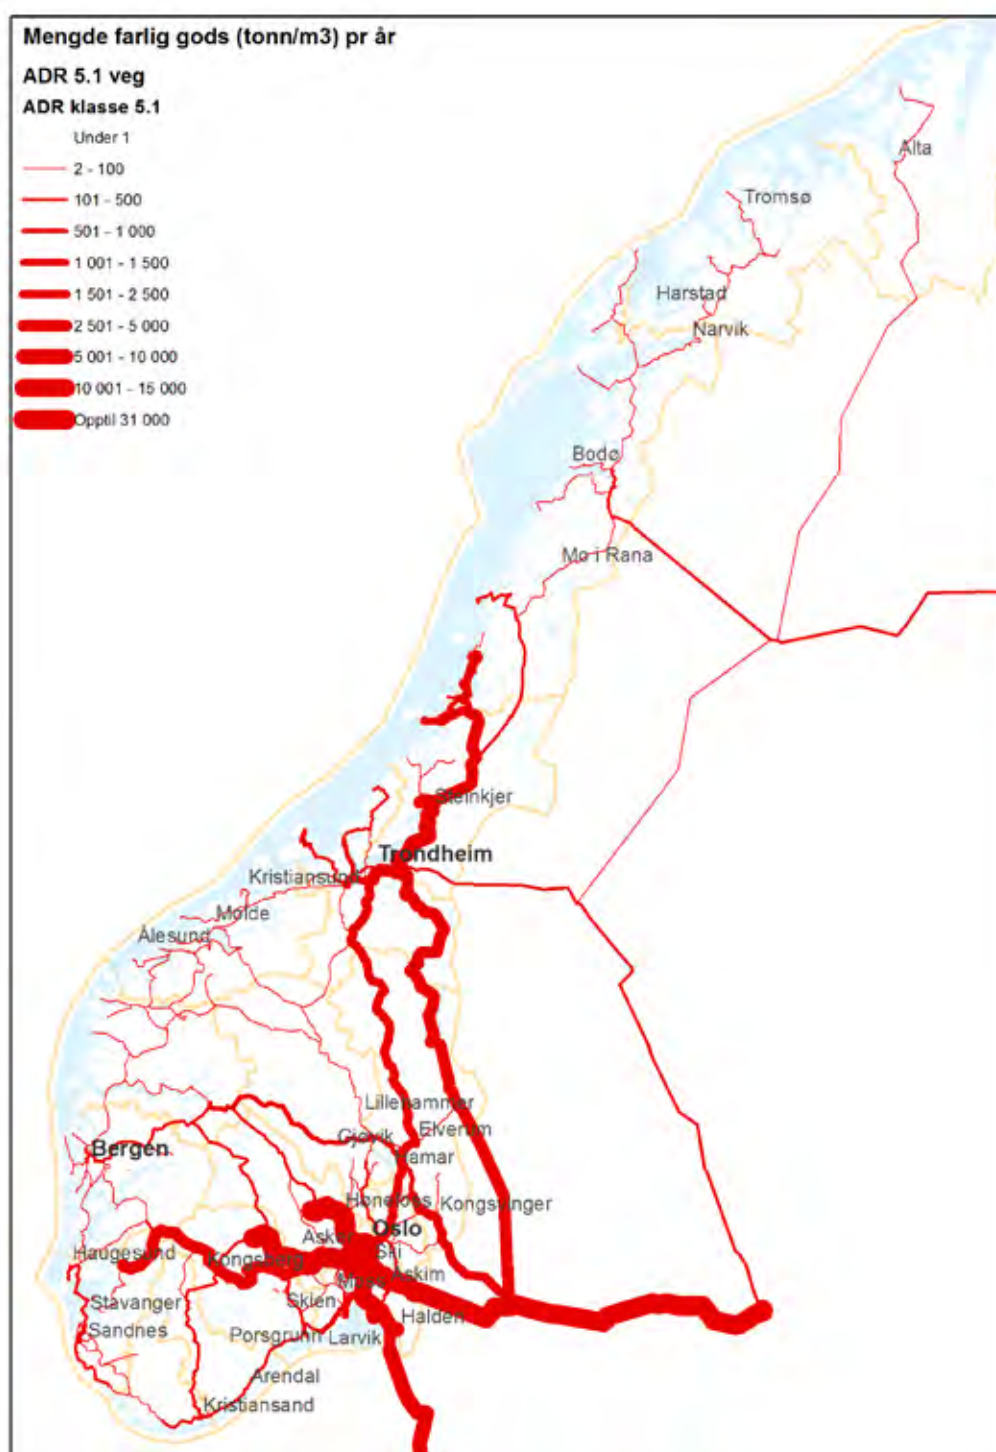 Mengde farlig gods (tonn/m3) pr år
ADR 5.1 veg
ADR klasse 5.1
Under 1
2 - 100
101 - 500
501 - 1 000
1 001 - 1 500
1 501 - 2 500
2 501 - 5 000
5 001 - 10 000
10 001 - 15 000
Opptil 31 000
Alta
Tromsø
Harstad
Narvik
Bodø
Mo i Rana
Steinkjer
Trondheim
Kristiansund
Molde
Ålesund
Lillehammer
Elverum
Gjøvik
Hamar
Bergen
Hønefoss
Kongsvinger
Oslo
Asker
Ski
Haugesund
Kongsberg
Askim
Moss
Stavanger
Skien
Halden
Sandnes
Porsgrunn
Larvik
Arendal
Kristiansand